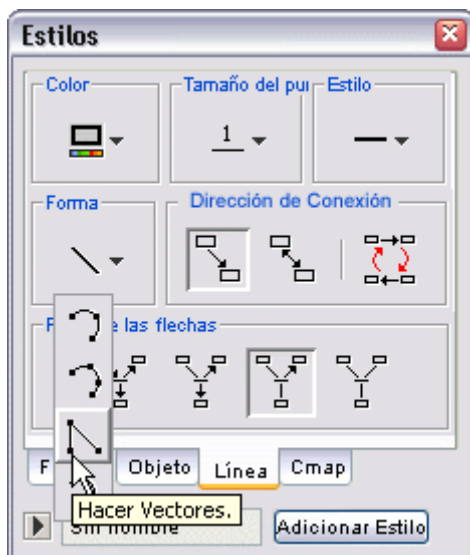 Estilos
Color
Tamaño del
Estilo
1
Forma
Dirección de Conexión
las flechas
Objeto
Línea
Cmap
Hacer Vectores.
Sin nombre
Adicionar Estilo